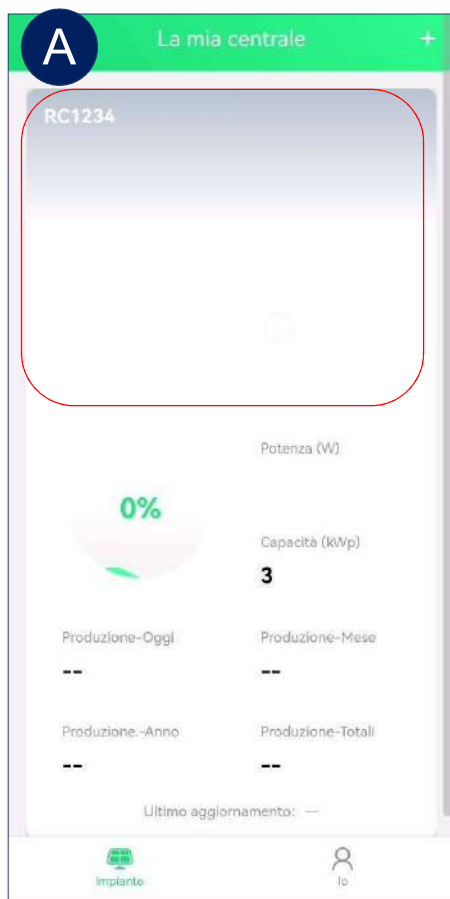 A
La mia centrale +
RC1234
Potenza (W)
0%
Capacità (kWp)
3
Produzione-Oggi Produzione-Mese
-- --
Produzione.-Anno Produzione-Totali
-- --
Ultimo aggiornamento: --
Impianto Io